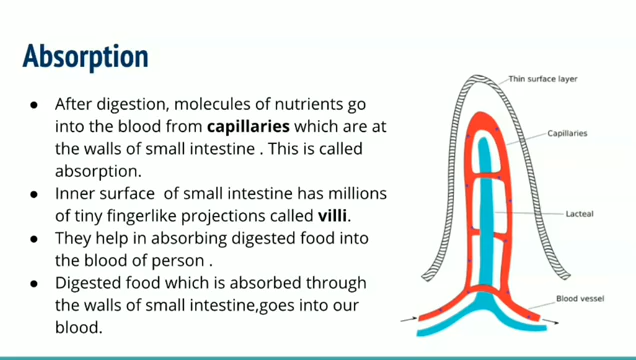 Absorption
● After digestion, molecules of nutrients go
into the blood from capillaries which are at
the walls of small intestine . This is called
absorption.
● Inner surface of small intestine has millions
of tiny fingerlike projections called villi.
● They help in absorbing digested food into
the blood of person .
● Digested food which is absorbed through
the walls of small intestine,goes into our
blood.
Thin surface layer
Capillaries
Lacteal
Blood vessel